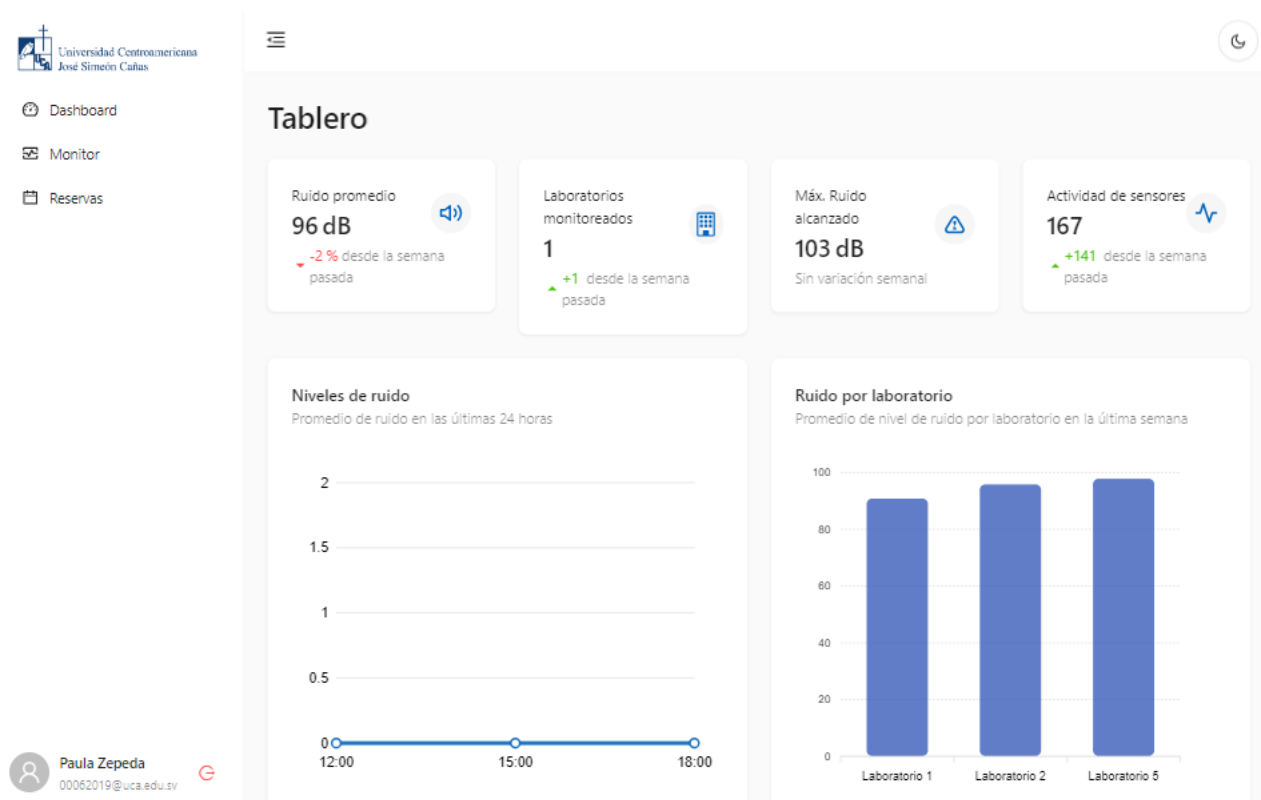 UCA
Universidad Centroamericana
José Simeón Cañas
Dashboard
Monitor
Reservas
Tablero
Ruido promedio
96 dB
-2 % desde la semana
pasada
Laboratorios
monitoreados
1
+1 desde la semana
pasada
Máx. Ruido
alcanzado
103 dB
Sin variación semanal
Actividad de sensores
167
+141 desde la semana
pasada
Niveles de ruido
Promedio de ruido en las últimas 24 horas
2
1.5
1
0.5
0
12:00 15:00 18:00
Ruido por laboratorio
Promedio de nivel de ruido por laboratorio en la última semana
100
80
60
40
20
0
Laboratorio 1 Laboratorio 2 Laboratorio 5
Paula Zepeda
00062019@uca.edu.sv